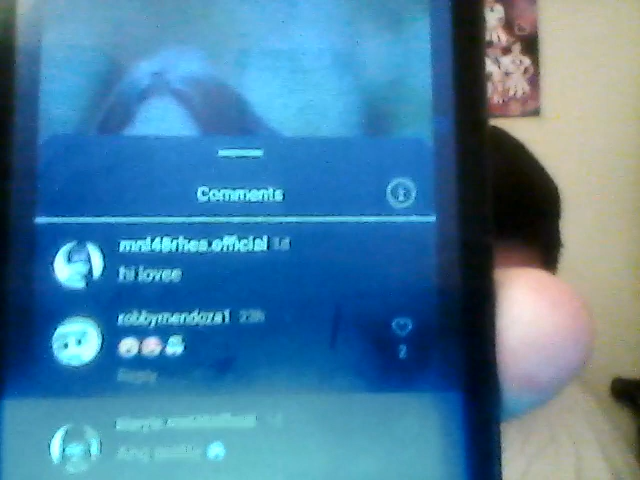 Comments
mnl48rhea.official 1d
hi lovee
robbymendoza1 23h
2
Reply